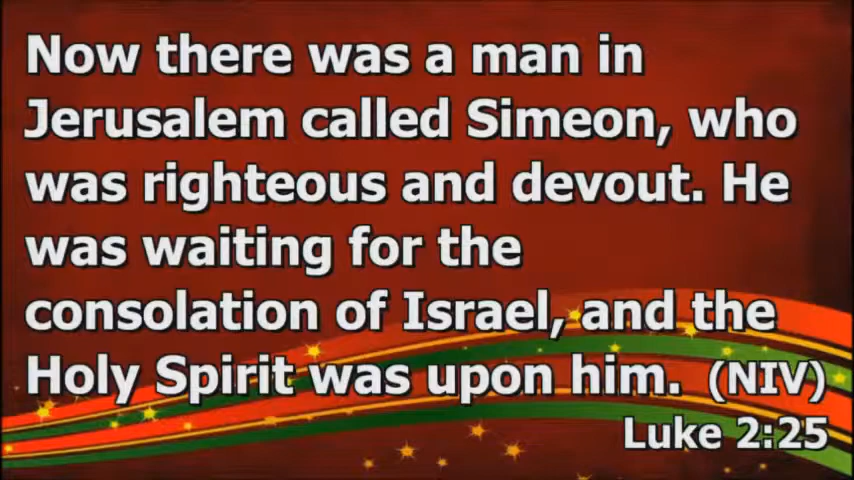 Now there was a man in
Jerusalem called Simeon, who
was righteous and devout. He
was waiting for the
consolation of Israel, and the
Holy Spirit was upon him. (NIV)
Luke 2:25